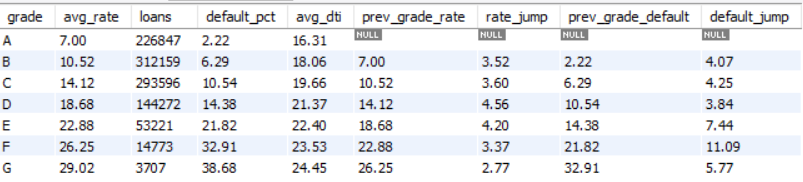 grade avg_rate loans default_pct avg_dti prev_grade_rate rate_jump prev_grade_default default_jump
A 7.00 226847 2.22 16.31 NULL NULL NULL NULL
B 10.52 312159 6.29 18.06 7.00 3.52 2.22 4.07
C 14.12 293596 10.54 19.66 10.52 3.60 6.29 4.25
D 18.68 144272 14.38 21.37 14.12 4.56 10.54 3.84
E 22.88 53221 21.82 22.40 18.68 4.20 14.38 7.44
F 26.25 14773 32.91 23.53 22.88 3.37 21.82 11.09
G 29.02 3707 38.68 24.45 26.25 2.77 32.91 5.77